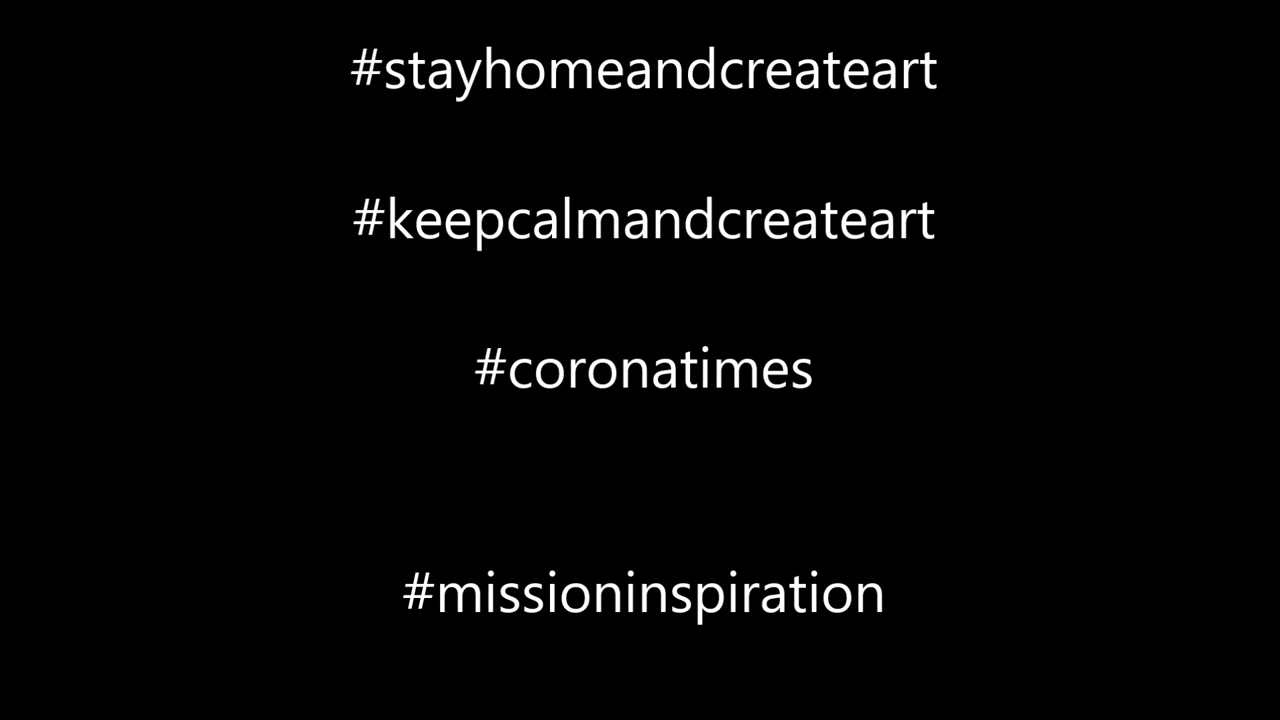 #stayhomeandcreateart
#keepcalmandcreateart
#coronatimes
#missioninspiration